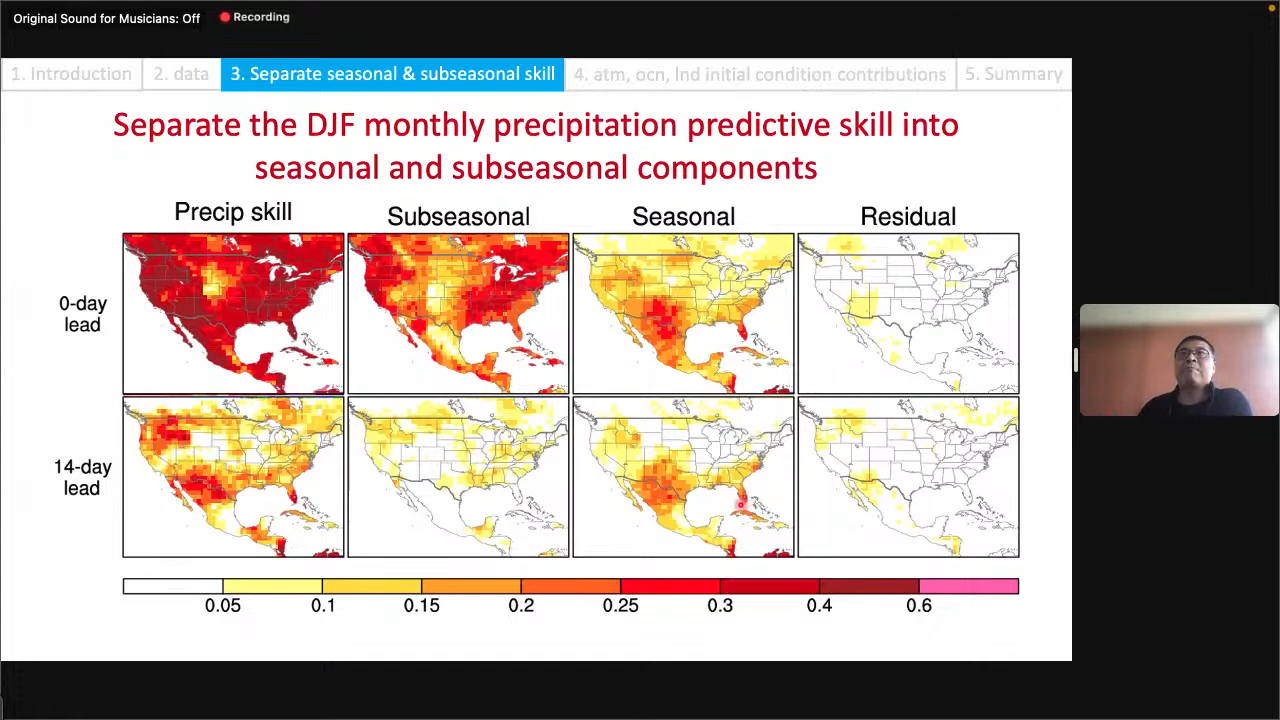 Original Sound for Musicians: Off
Recording
1. Introduction
2. data
3. Separate seasonal & subseasonal skill
4. atm, ocn, lnd initial condition contributions
5. Summary
Separate the DJF monthly precipitation predictive skill into
seasonal and subseasonal components
Precip skill
Subseasonal
Seasonal
Residual
0-day
lead
14-day
lead
0.05
0.1
0.15
0.2
0.25
0.3
0.4
0.6